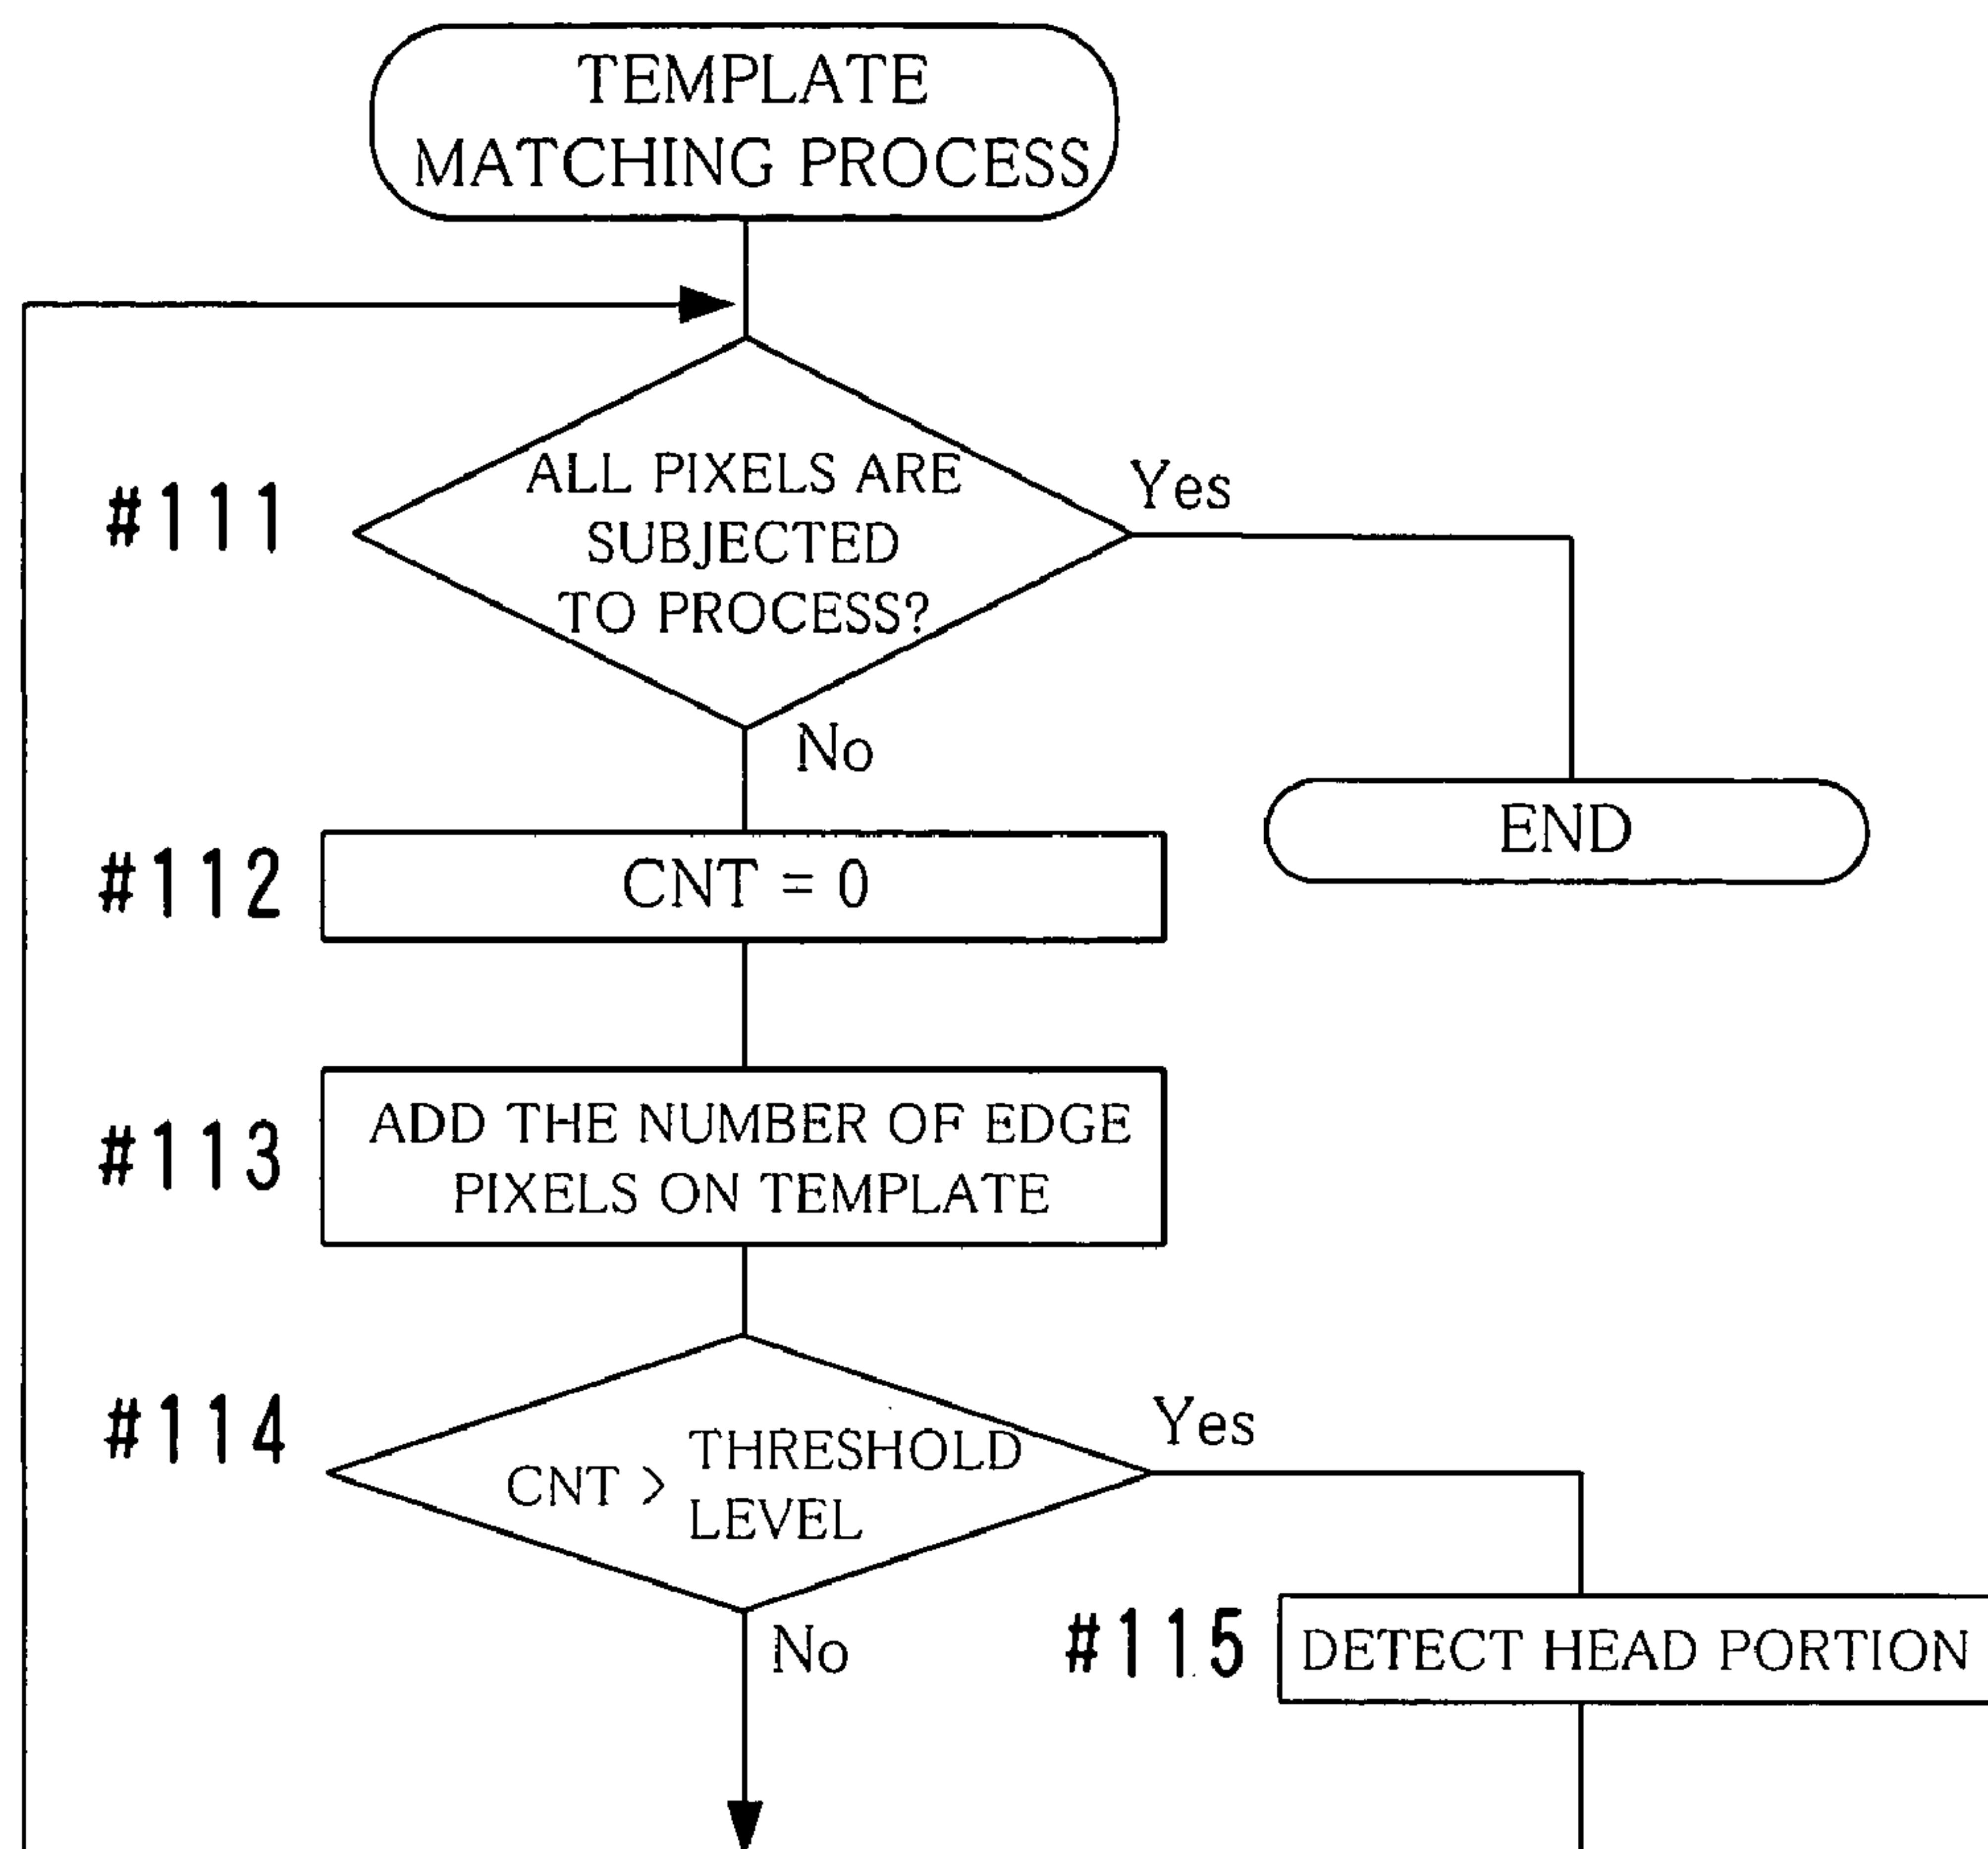 TEMPLATE
MATCHING PROCESS
#111
ALL PIXELS ARE
SUBJECTED
TO PROCESS?
Yes
No
END
#112
CNT = 0
#113
ADD THE NUMBER OF EDGE
PIXELS ON TEMPLATE
#114
CNT > THRESHOLD
LEVEL
Yes
No
#115
DETECT HEAD PORTION